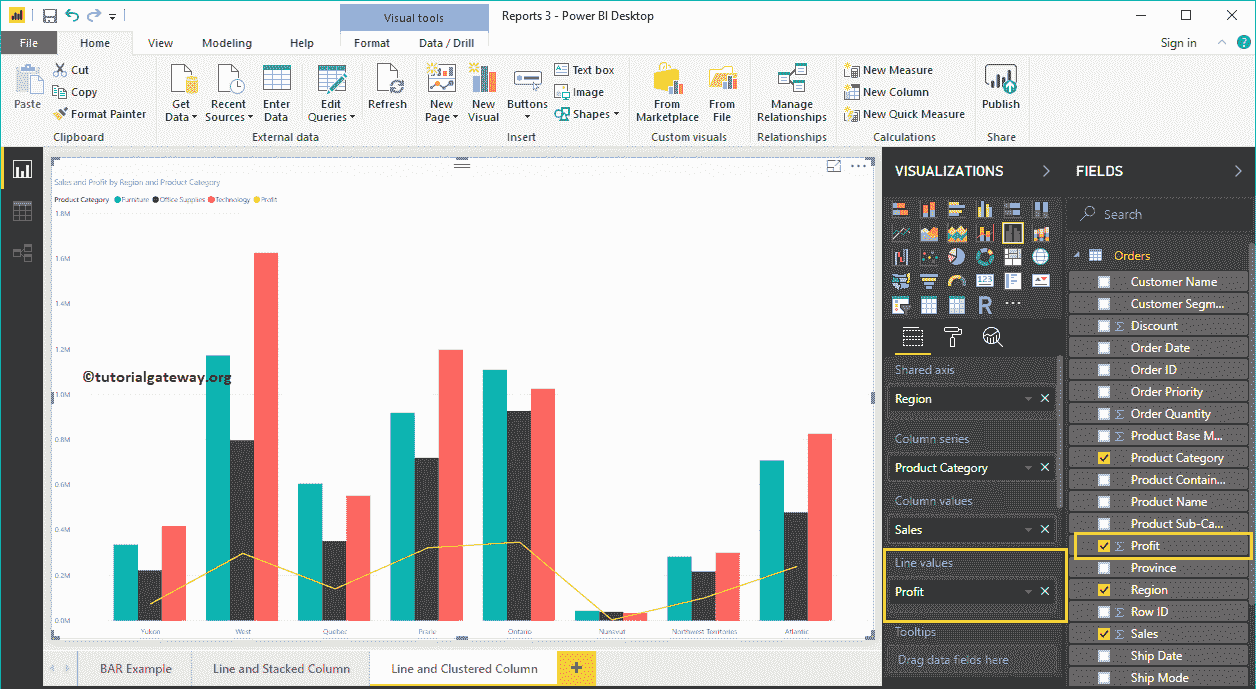 Visual tools
Reports 3 - Power BI Desktop
File
Home
View
Modeling
Help
Format
Data / Drill
Sign in
?
Paste
Cut
Copy
Format Painter
Clipboard
Get Data
Recent Sources
Enter Data
Edit Queries
External data
Refresh
New Page
New Visual
Buttons
Text box
Image
Shapes
Insert
From Marketplace
From File
Custom visuals
Manage Relationships
Relationships
New Measure
New Column
New Quick Measure
Calculations
Publish
Share
Sales and Profit by Region and Product Category
Product Category Furniture Office Supplies Technology Profit
1.8M
1.6M
1.4M
1.2M
1.0M
0.8M
0.6M
0.4M
0.2M
0.0M
©tutorialgateway.org
Yukon
West
Quebec
Prarie
Ontario
Nunavut
Northwest Territories
Atlantic
BAR Example
Line and Stacked Column
Line and Clustered Column
+
VISUALIZATIONS
123
R
Shared axis
Region
Column series
Product Category
Column values
Sales
Line values
Profit
Tooltips
Drag data fields here
FIELDS
Search
Orders
Customer Name
Customer Segm...
Σ Discount
Order Date
Order ID
Order Priority
Σ Order Quantity
Σ Product Base M...
Product Category
Product Contain...
Product Name
Product Sub-Ca...
Σ Profit
Province
Region
Σ Row ID
Σ Sales
Ship Date
Ship Mode